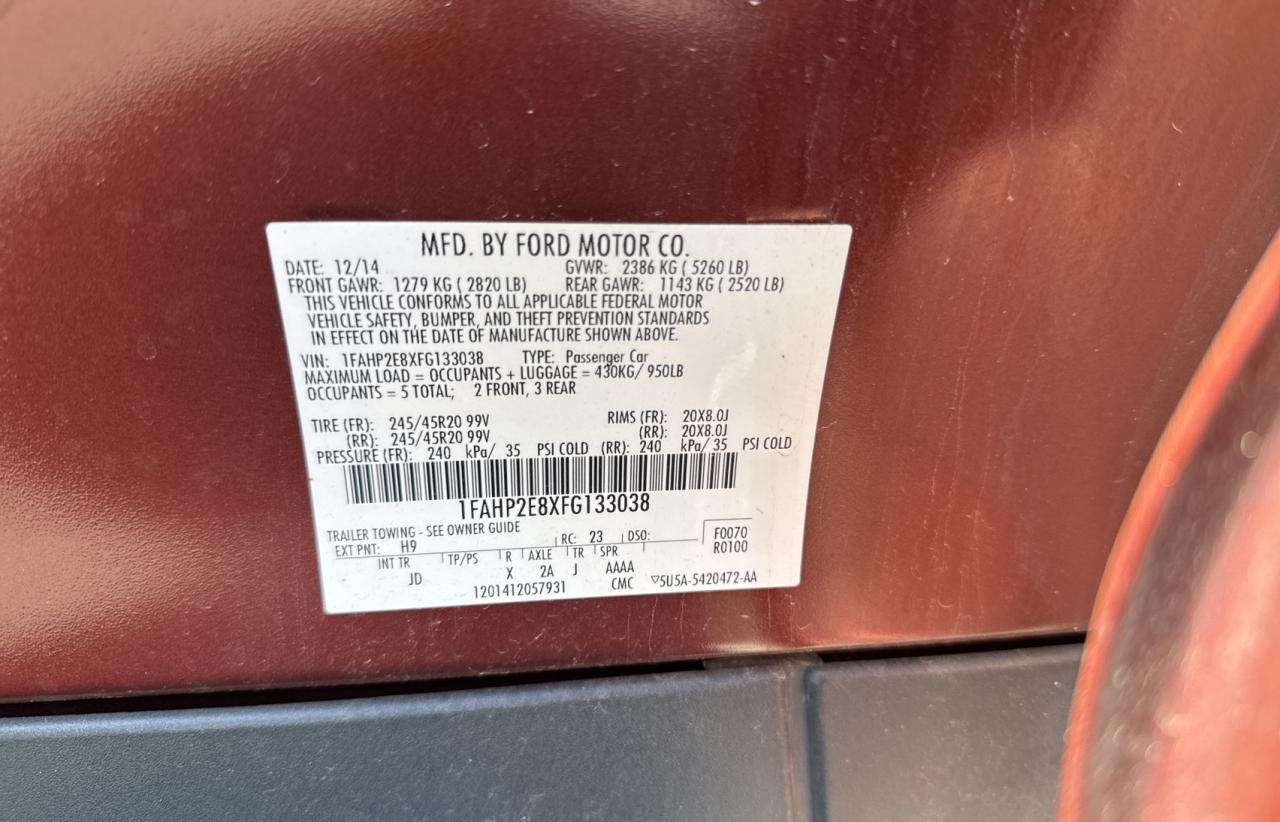 MFD. BY FORD MOTOR CO.
DATE: 12/14 GVWR: 2386 KG ( 5260 LB)
FRONT GAWR: 1279 KG ( 2820 LB) REAR GAWR: 1143 KG ( 2520 LB)
THIS VEHICLE CONFORMS TO ALL APPLICABLE FEDERAL MOTOR
VEHICLE SAFETY, BUMPER, AND THEFT PREVENTION STANDARDS
IN EFFECT ON THE DATE OF MANUFACTURE SHOWN ABOVE.
VIN: 1FAHP2E8XFG133038 TYPE: Passenger Car
MAXIMUM LOAD = OCCUPANTS + LUGGAGE = 430KG/ 950LB
OCCUPANTS = 5 TOTAL; 2 FRONT, 3 REAR
TIRE (FR): 245/45R20 99V RIMS (FR): 20X8.0J
(RR): 245/45R20 99V (RR): 20X8.0J
PRESSURE (FR): 240 kPa/ 35 PSI COLD (RR): 240 kPa/ 35 PSI COLD
1FAHP2E8XFG133038
TRAILER TOWING - SEE OWNER GUIDE
EXT PNT: H9 RC: 23 DSO: F0070
R0100
INT TR TP/PS R AXLE TR SPR
JD X 2A J AAAA
1201412057931 CMC ▽5U5A-5420472-AA